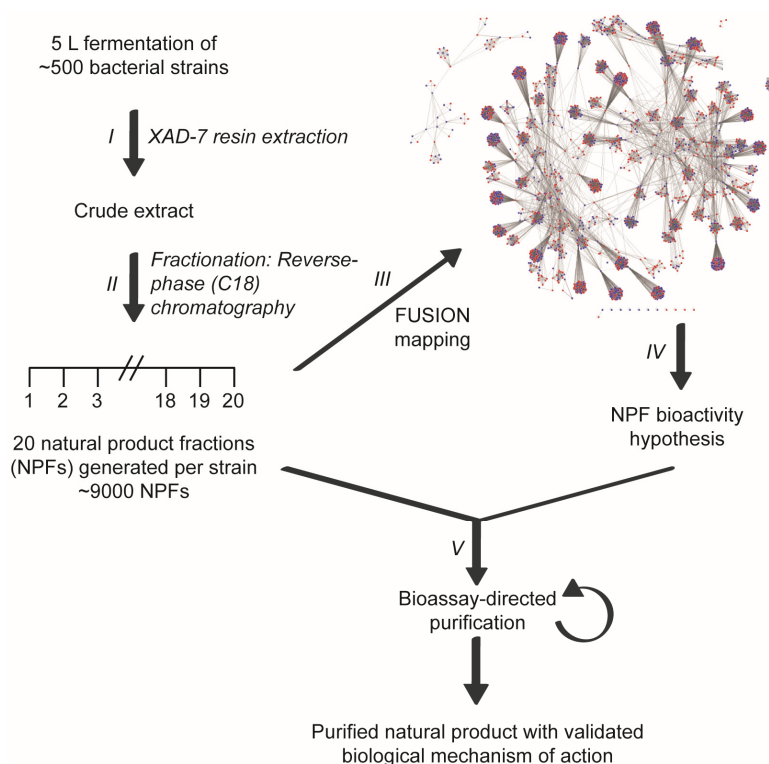 5 L fermentation of
~500 bacterial strains
I
XAD-7 resin extraction
Crude extract
II
Fractionation: Reverse-
phase (C18)
chromatography
III
FUSION
mapping
IV
NPF bioactivity
hypothesis
1 2 3 18 19 20
20 natural product fractions
(NPFs) generated per strain
~9000 NPFs
V
Bioassay-directed
purification
Purified natural product with validated
biological mechanism of action